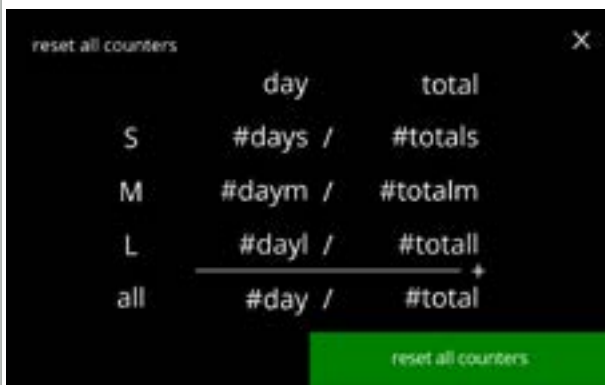 reset all counters ×
day total
S #days / #totals
M #daym / #totalm
L #dayl / #totall
+
all #day / #total
reset all counters